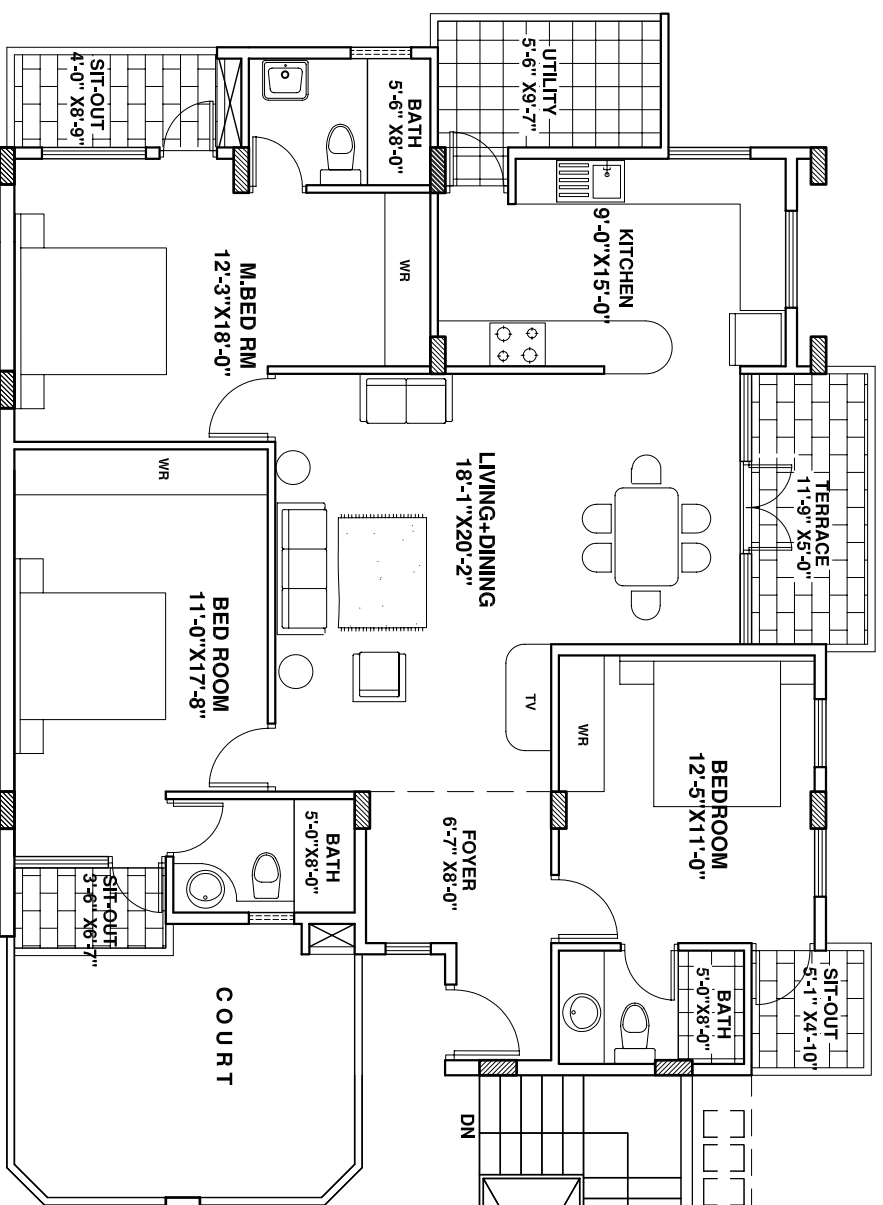 SIT-OUT
4'-0" X8'-9"
BATH
5'-6" X8'-0"
UTILITY
5'-6" X9'-7"
KITCHEN
9'-0"X15'-0"
WR
M.BED RM
12'-3"X18'-0"
LIVING+DINING
18'-1"X20'-2"
TERRACE
11'-9" X5'-0"
WR
BED ROOM
11'-0"X17'-8"
TV
WR
BEDROOM
12'-5"X11'-0"
BATH
5'-0"X8'-0"
FOYER
6'-7" X8'-0"
SIT-OUT
3'-6" X6'-7"
BATH
5'-0"X8'-0"
SIT-OUT
5'-1" X4'-10"
COURT
DN